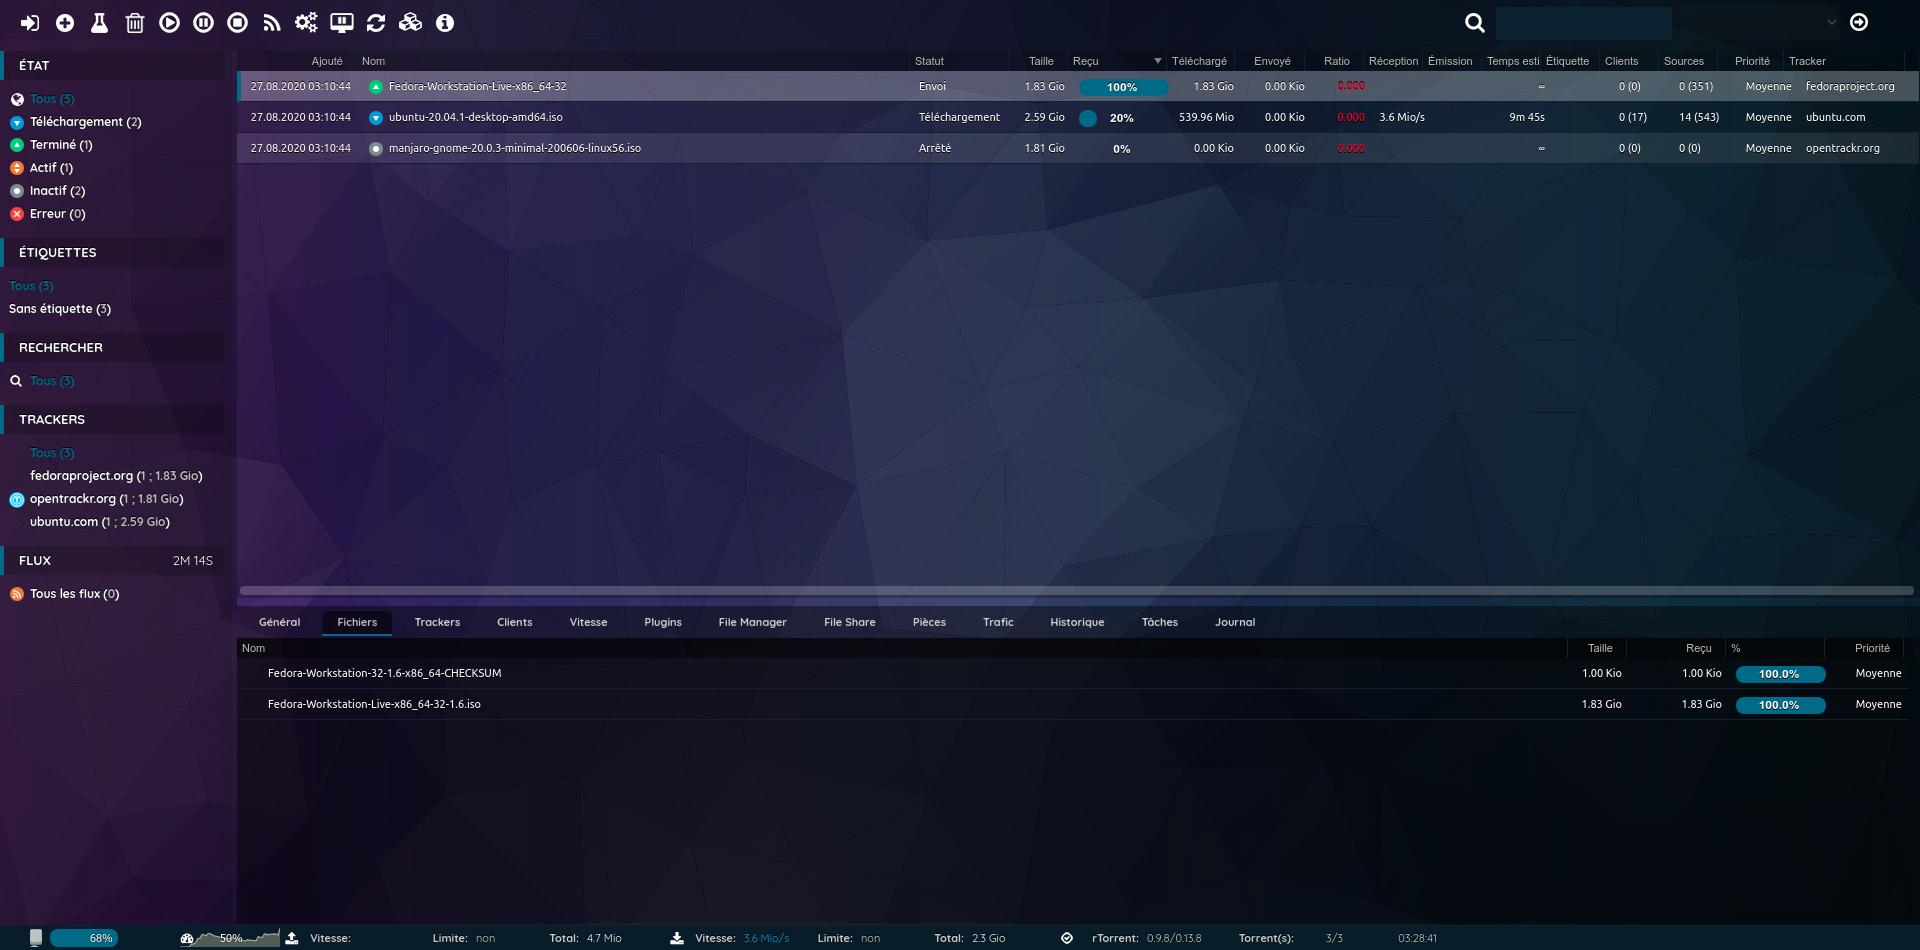 ÉTAT
Tous (3)
Téléchargement (2)
Terminé (1)
Actif (1)
Inactif (2)
Erreur (0)
ÉTIQUETTES
Tous (3)
Sans étiquette (3)
RECHERCHER
Tous (3)
TRACKERS
Tous (3)
fedoraproject.org (1 ; 1.83 Gio)
opentrackr.org (1 ; 1.81 Gio)
ubuntu.com (1 ; 2.59 Gio)
FLUX 2M 14S
Tous les flux (0)
Ajouté Nom Statut Taille Reçu Téléchargé Envoyé Ratio Réception Émission Temps esti Étiquette Clients Sources Priorité Tracker
27.08.2020 03:10:44 Fedora-Workstation-Live-x86_64-32 Envoi 1.83 Gio 100% 1.83 Gio 0.00 Kio 0.000 ∞ 0 (0) 0 (351) Moyenne fedoraproject.org
27.08.2020 03:10:44 ubuntu-20.04.1-desktop-amd64.iso Téléchargement 2.59 Gio 20% 539.96 Mio 0.00 Kio 0.000 3.6 Mio/s 9m 45s 0 (17) 14 (543) Moyenne ubuntu.com
27.08.2020 03:10:44 manjaro-gnome-20.0.3-minimal-200606-linux56.iso Arrêté 1.81 Gio 0% 0.00 Kio 0.00 Kio 0.000 ∞ 0 (0) 0 (0) Moyenne opentrackr.org
Général Fichiers Trackers Clients Vitesse Plugins File Manager File Share Pièces Trafic Historique Tâches Journal
Nom Taille Reçu % Priorité
Fedora-Workstation-32-1.6-x86_64-CHECKSUM 1.00 Kio 1.00 Kio 100.0% Moyenne
Fedora-Workstation-Live-x86_64-32-1.6.iso 1.83 Gio 1.83 Gio 100.0% Moyenne
68% 50% Vitesse: Limite: non Total: 4.7 Mio Vitesse: 3.6 Mio/s Limite: non Total: 2.3 Gio rTorrent: 0.9.8/0.13.8 Torrent(s): 3/3 03:28:41